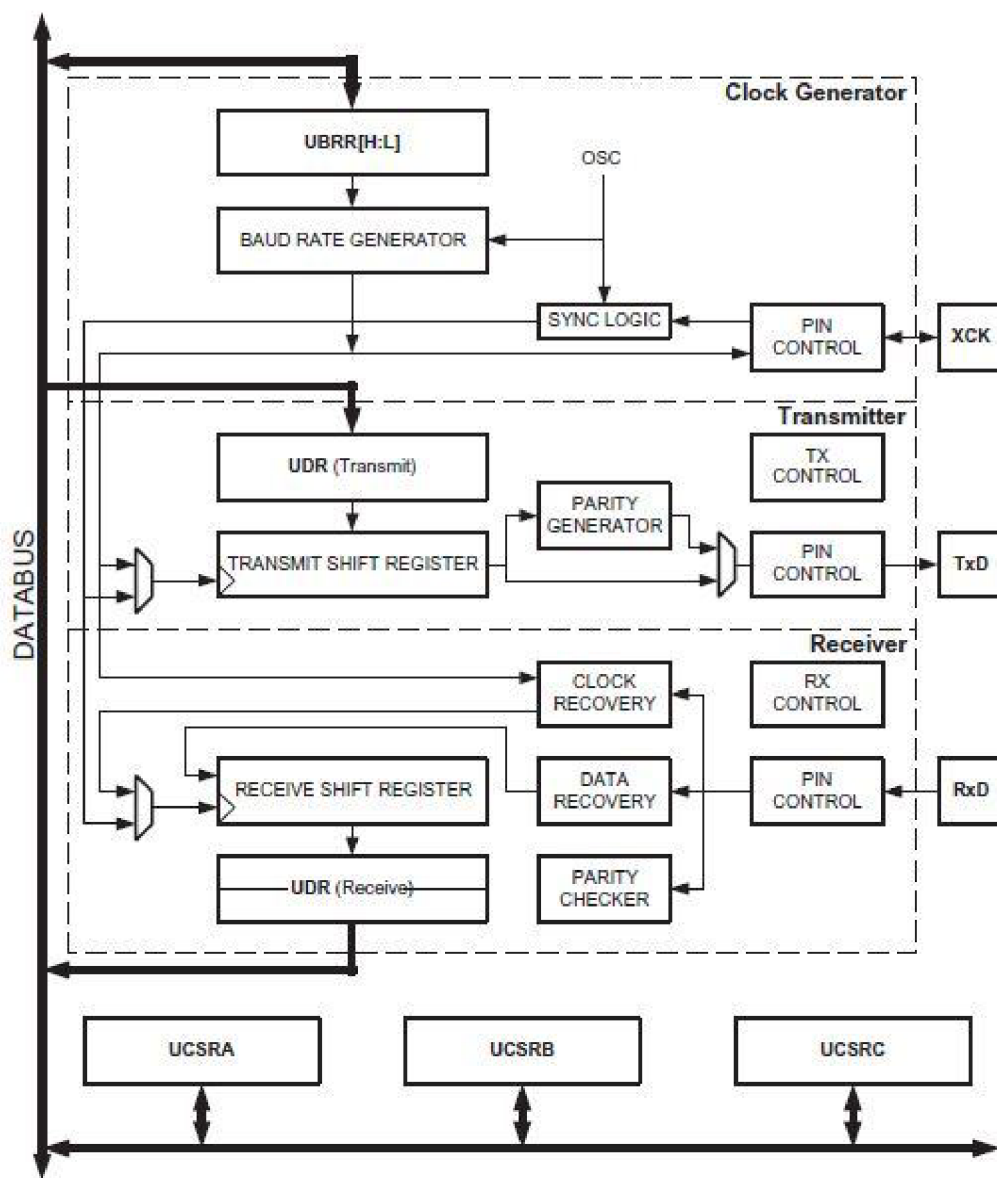 Clock Generator
UBRR[H:L]
OSC
BAUD RATE GENERATOR
SYNC LOGIC
PIN
CONTROL
XCK
Transmitter
UDR (Transmit)
TX
CONTROL
PARITY
GENERATOR
TRANSMIT SHIFT REGISTER
PIN
CONTROL
TxD
DATABUS
Receiver
CLOCK
RECOVERY
RX
CONTROL
RECEIVE SHIFT REGISTER
DATA
RECOVERY
PIN
CONTROL
RxD
UDR (Receive)
PARITY
CHECKER
UCSRA
UCSRB
UCSRC